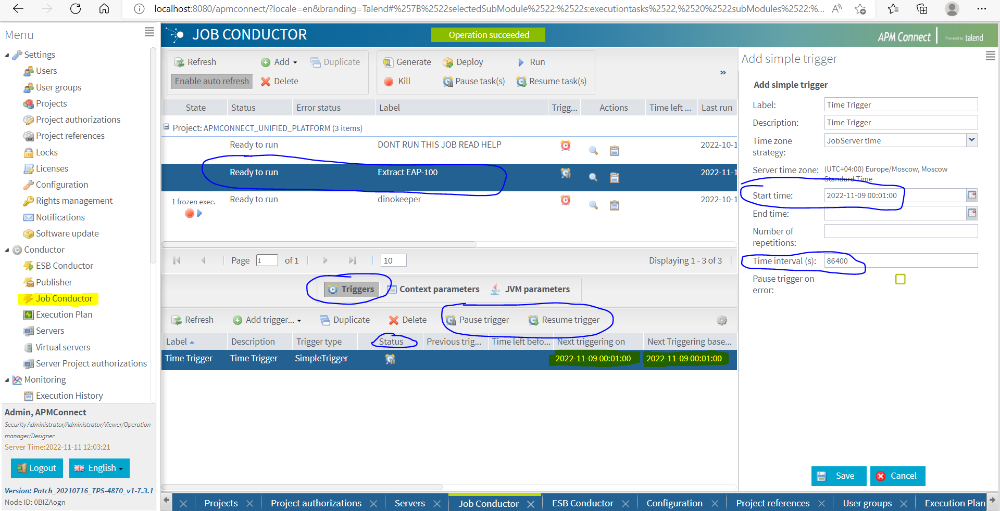 localhost:8080/apmconnect/?locale=en&branding=Talend#%257B%2522selectedSubModule%2522:%2522s:executiontasks%2522,%2520%2522subModules%2522:%...
Menu
Settings
Users
User groups
Projects
Project authorizations
Project references
Locks
Licenses
Configuration
Rights management
Notifications
Software update
Conductor
ESB Conductor
Publisher
Job Conductor
Execution Plan
Servers
Virtual servers
Server Project authorizations
Monitoring
Execution History
Admin, APMConnect
Security Administrator/Administrator/Viewer/Operation
manager/Designer
Server Time:2022-11-11 12:03:21
Logout English
Version: Patch_20210716_TPS-4870_v1-7.3.1
Node ID: 0BIZAogn
JOB CONDUCTOR Operation succeeded APM Connect Powered by talend
Refresh Add Duplicate Generate Deploy Run
Enable auto refresh Delete Kill Pause task(s) Resume task(s) »
State Status Error status Label Trigg... Actions Time left ... Last run
Project: APMCONNECT_UNIFIED_PLATFORM (3 items)
Ready to run DONT RUN THIS JOB READ HELP 2022-10-1
Ready to run Extract EAP-100 2022-11-1
1 frozen exec. Ready to run dinokeeper 2022-10-1
Page 1 of 1 10 Displaying 1 - 3 of 3
Triggers Context parameters JVM parameters
Refresh Add trigger... Duplicate Delete Pause trigger Resume trigger
Label Description Trigger type Status Previous trig... Time left befo... Next triggering on Next Triggering base...
Time Trigger Time Trigger SimpleTrigger 2022-11-09 00:01:00 2022-11-09 00:01:00
Add simple trigger
Add simple trigger
Label: Time Trigger
Description: Time Trigger
Time zone strategy: JobServer time
Server time zone: (UTC+04:00) Europe/Moscow, Moscow Standard Time
Start time: 2022-11-09 00:01:00
End time:
Number of repetitions:
Time interval (s): 86400
Pause trigger on error:
Save Cancel
Projects Project authorizations Servers Job Conductor ESB Conductor Configuration Project references User groups Execution Plan